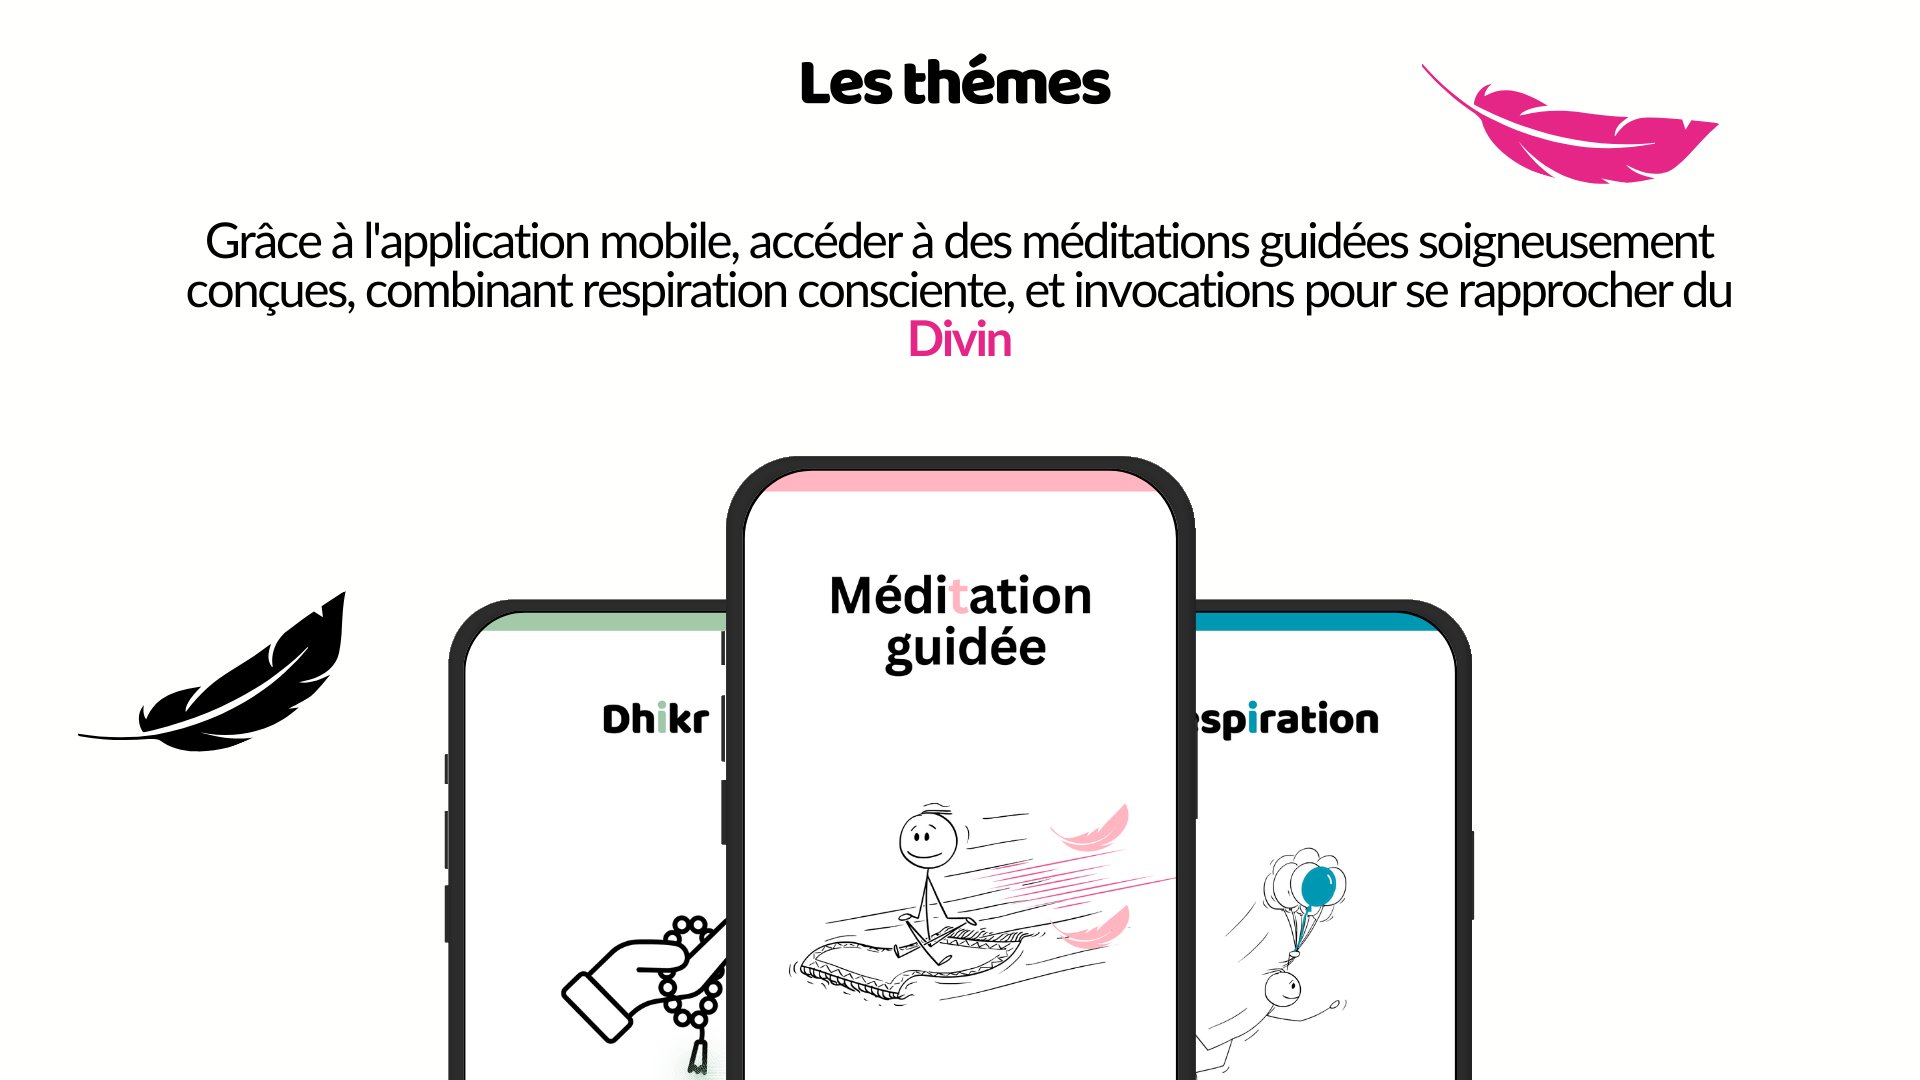 Les thémes
Grâce à l'application mobile, accéder à des méditations guidées soigneusement
conçues, combinant respiration consciente, et invocations pour se rapprocher du
Divin
Méditation
guidée
Dhikr
espiration